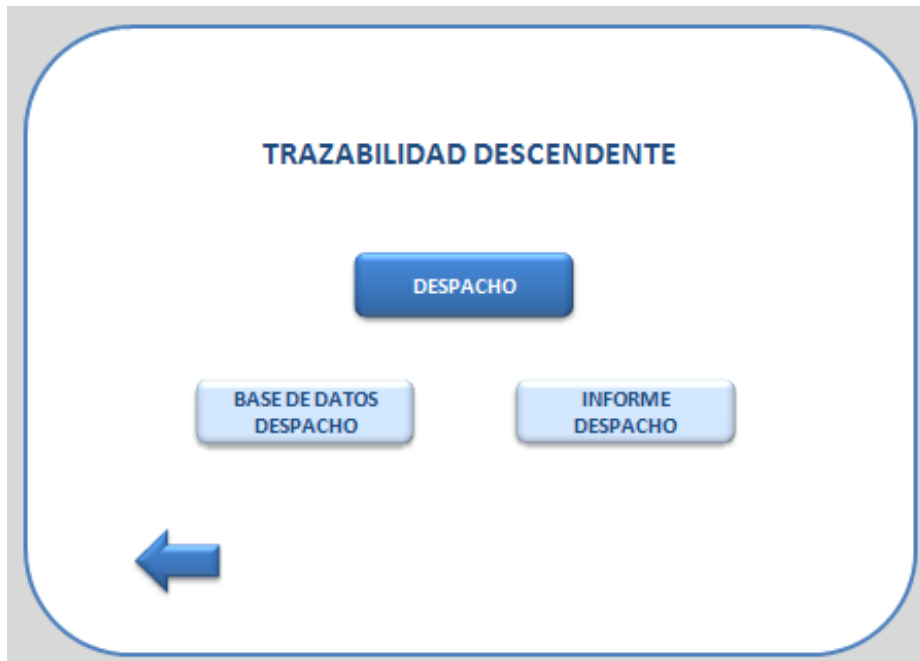 TRAZABILIDAD DESCENDENTE
DESPACHO
BASE DE DATOS
DESPACHO
INFORME
DESPACHO